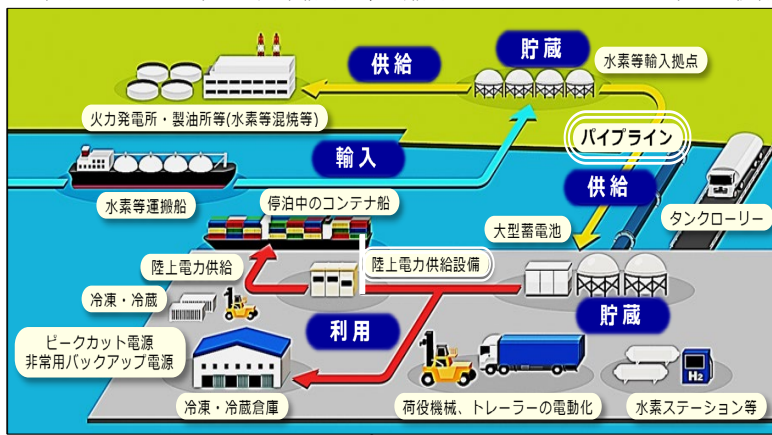 貯蔵
供給
水素等輸入拠点
火力発電所・製油所等(水素等混焼等)
パイプライン
輸入
供給
水素等運搬船
停泊中のコンテナ船
タンクローリー
大型蓄電池
陸上電力供給
陸上電力供給設備
冷凍・冷蔵
貯蔵
利用
ピークカット電源
非常用バックアップ電源
H2
冷凍・冷蔵倉庫
荷役機械、トレーラーの電動化
水素ステーション等